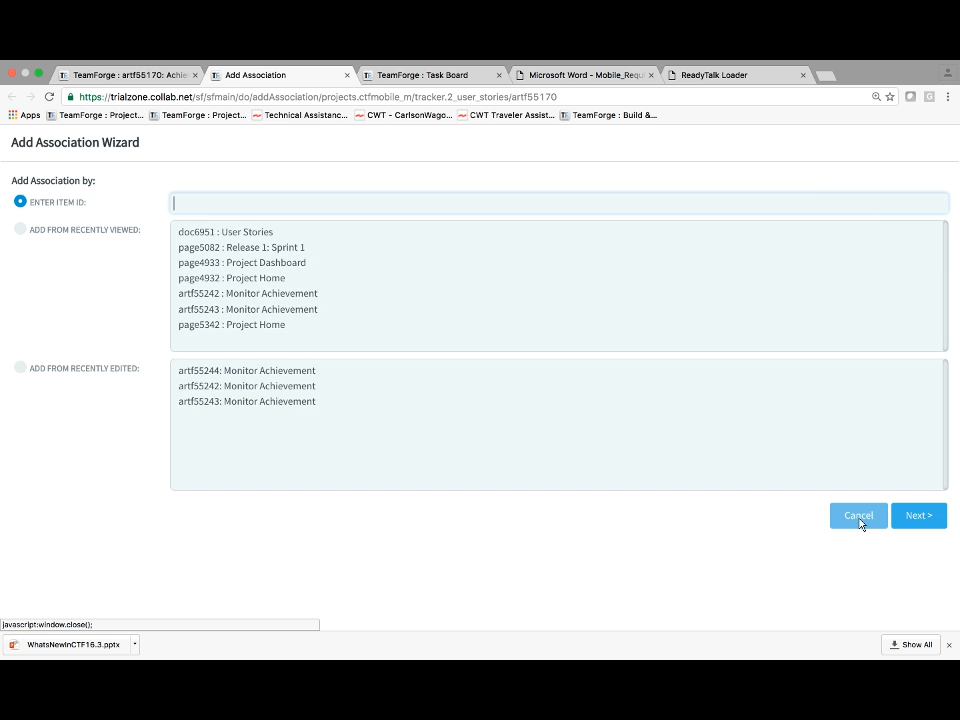 TeamForge : artf55170: Achie
Add Association
TeamForge : Task Board
Microsoft Word - Mobile_Requi
ReadyTalk Loader
https://trialzone.collab.net/sf/sfmain/do/addAssociation/projects.ctfmobile_m/tracker.2_user_stories/artf55170
Apps
TeamForge : Project...
TeamForge : Project...
Technical Assistanc...
CWT - CarlsonWago...
CWT Traveler Assist...
TeamForge : Build &...
Add Association Wizard
Add Association by:
ENTER ITEM ID:
ADD FROM RECENTLY VIEWED:
doc6951 : User Stories
page5082 : Release 1: Sprint 1
page4933 : Project Dashboard
page4932 : Project Home
artf55242 : Monitor Achievement
artf55243 : Monitor Achievement
page5342 : Project Home
ADD FROM RECENTLY EDITED:
artf55244: Monitor Achievement
artf55242: Monitor Achievement
artf55243: Monitor Achievement
Cancel
Next >
javascript:window.close();
WhatsNewInCTF16.3.pptx
Show All